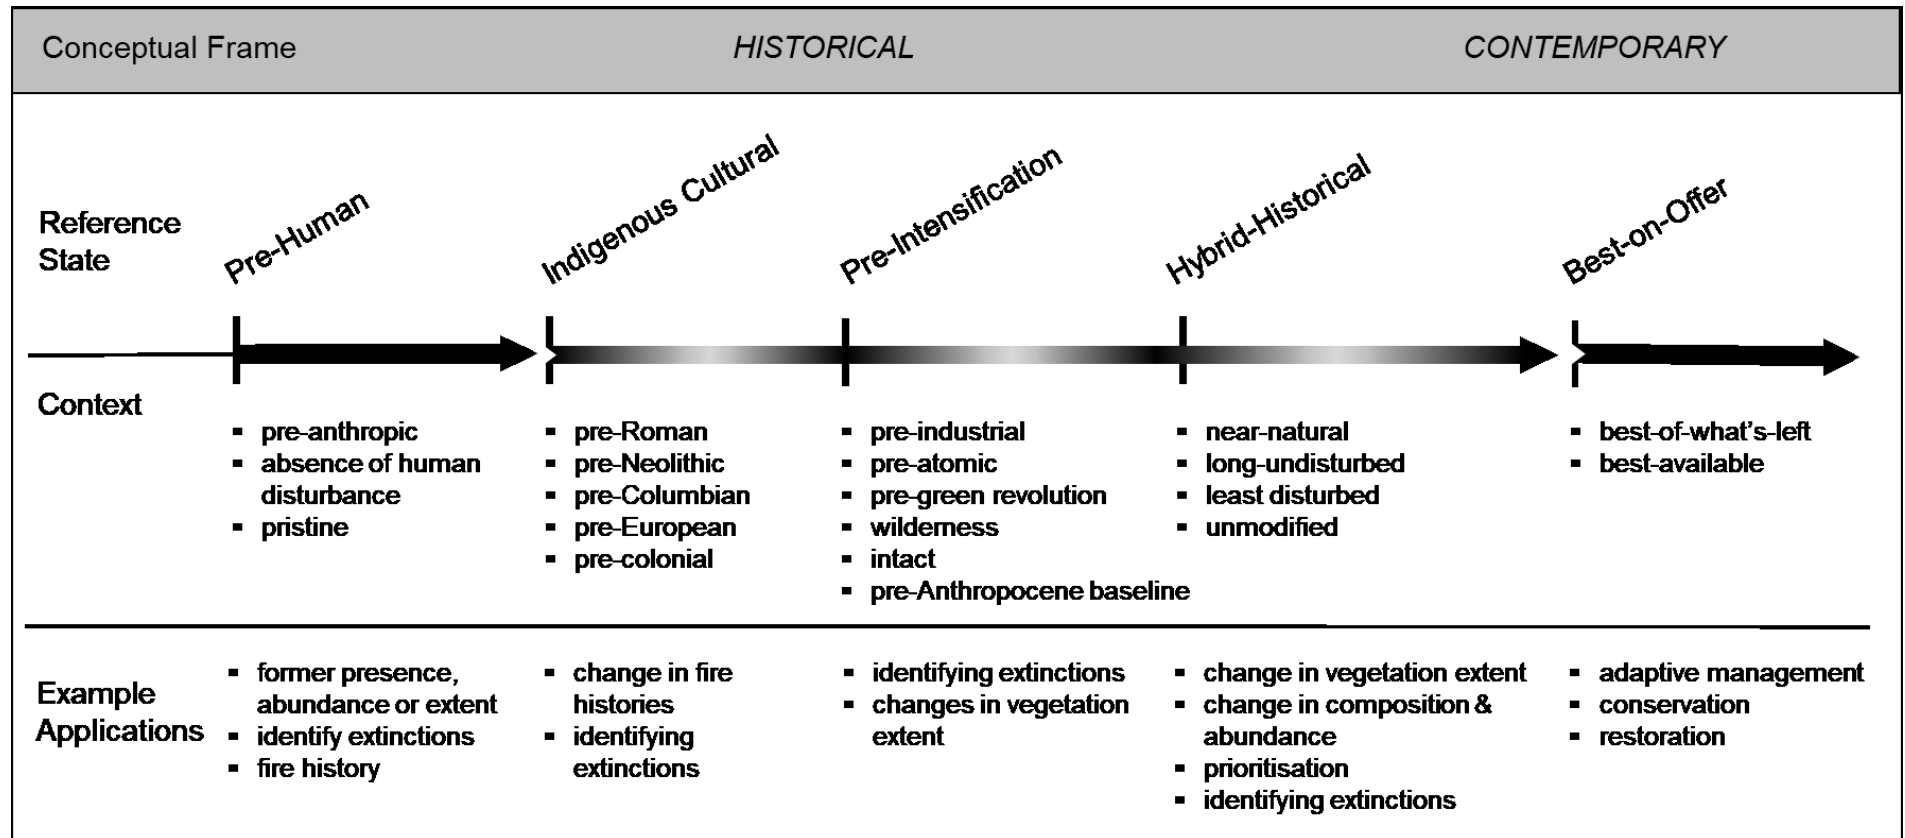 Conceptual Frame
HISTORICAL
CONTEMPORARY
Reference
State
Pre-Human
Indigenous Cultural
Pre-Intensification
Hybrid-Historical
Best-on-Offer
Context
▪ pre-anthropic
▪ absence of human
disturbance
▪ pristine
▪ pre-Roman
▪ pre-Neolithic
▪ pre-Columbian
▪ pre-European
▪ pre-colonial
▪ pre-industrial
▪ pre-atomic
▪ pre-green revolution
▪ wilderness
▪ intact
▪ pre-Anthropocene baseline
▪ near-natural
▪ long-undisturbed
▪ least disturbed
▪ unmodified
▪ best-of-what's-left
▪ best-available
Example
Applications
▪ former presence,
abundance or extent
▪ identify extinctions
▪ fire history
▪ change in fire
histories
▪ identifying
extinctions
▪ identifying extinctions
▪ changes in vegetation
extent
▪ change in vegetation extent
▪ change in composition &
abundance
▪ prioritisation
▪ identifying extinctions
▪ adaptive management
▪ conservation
▪ restoration